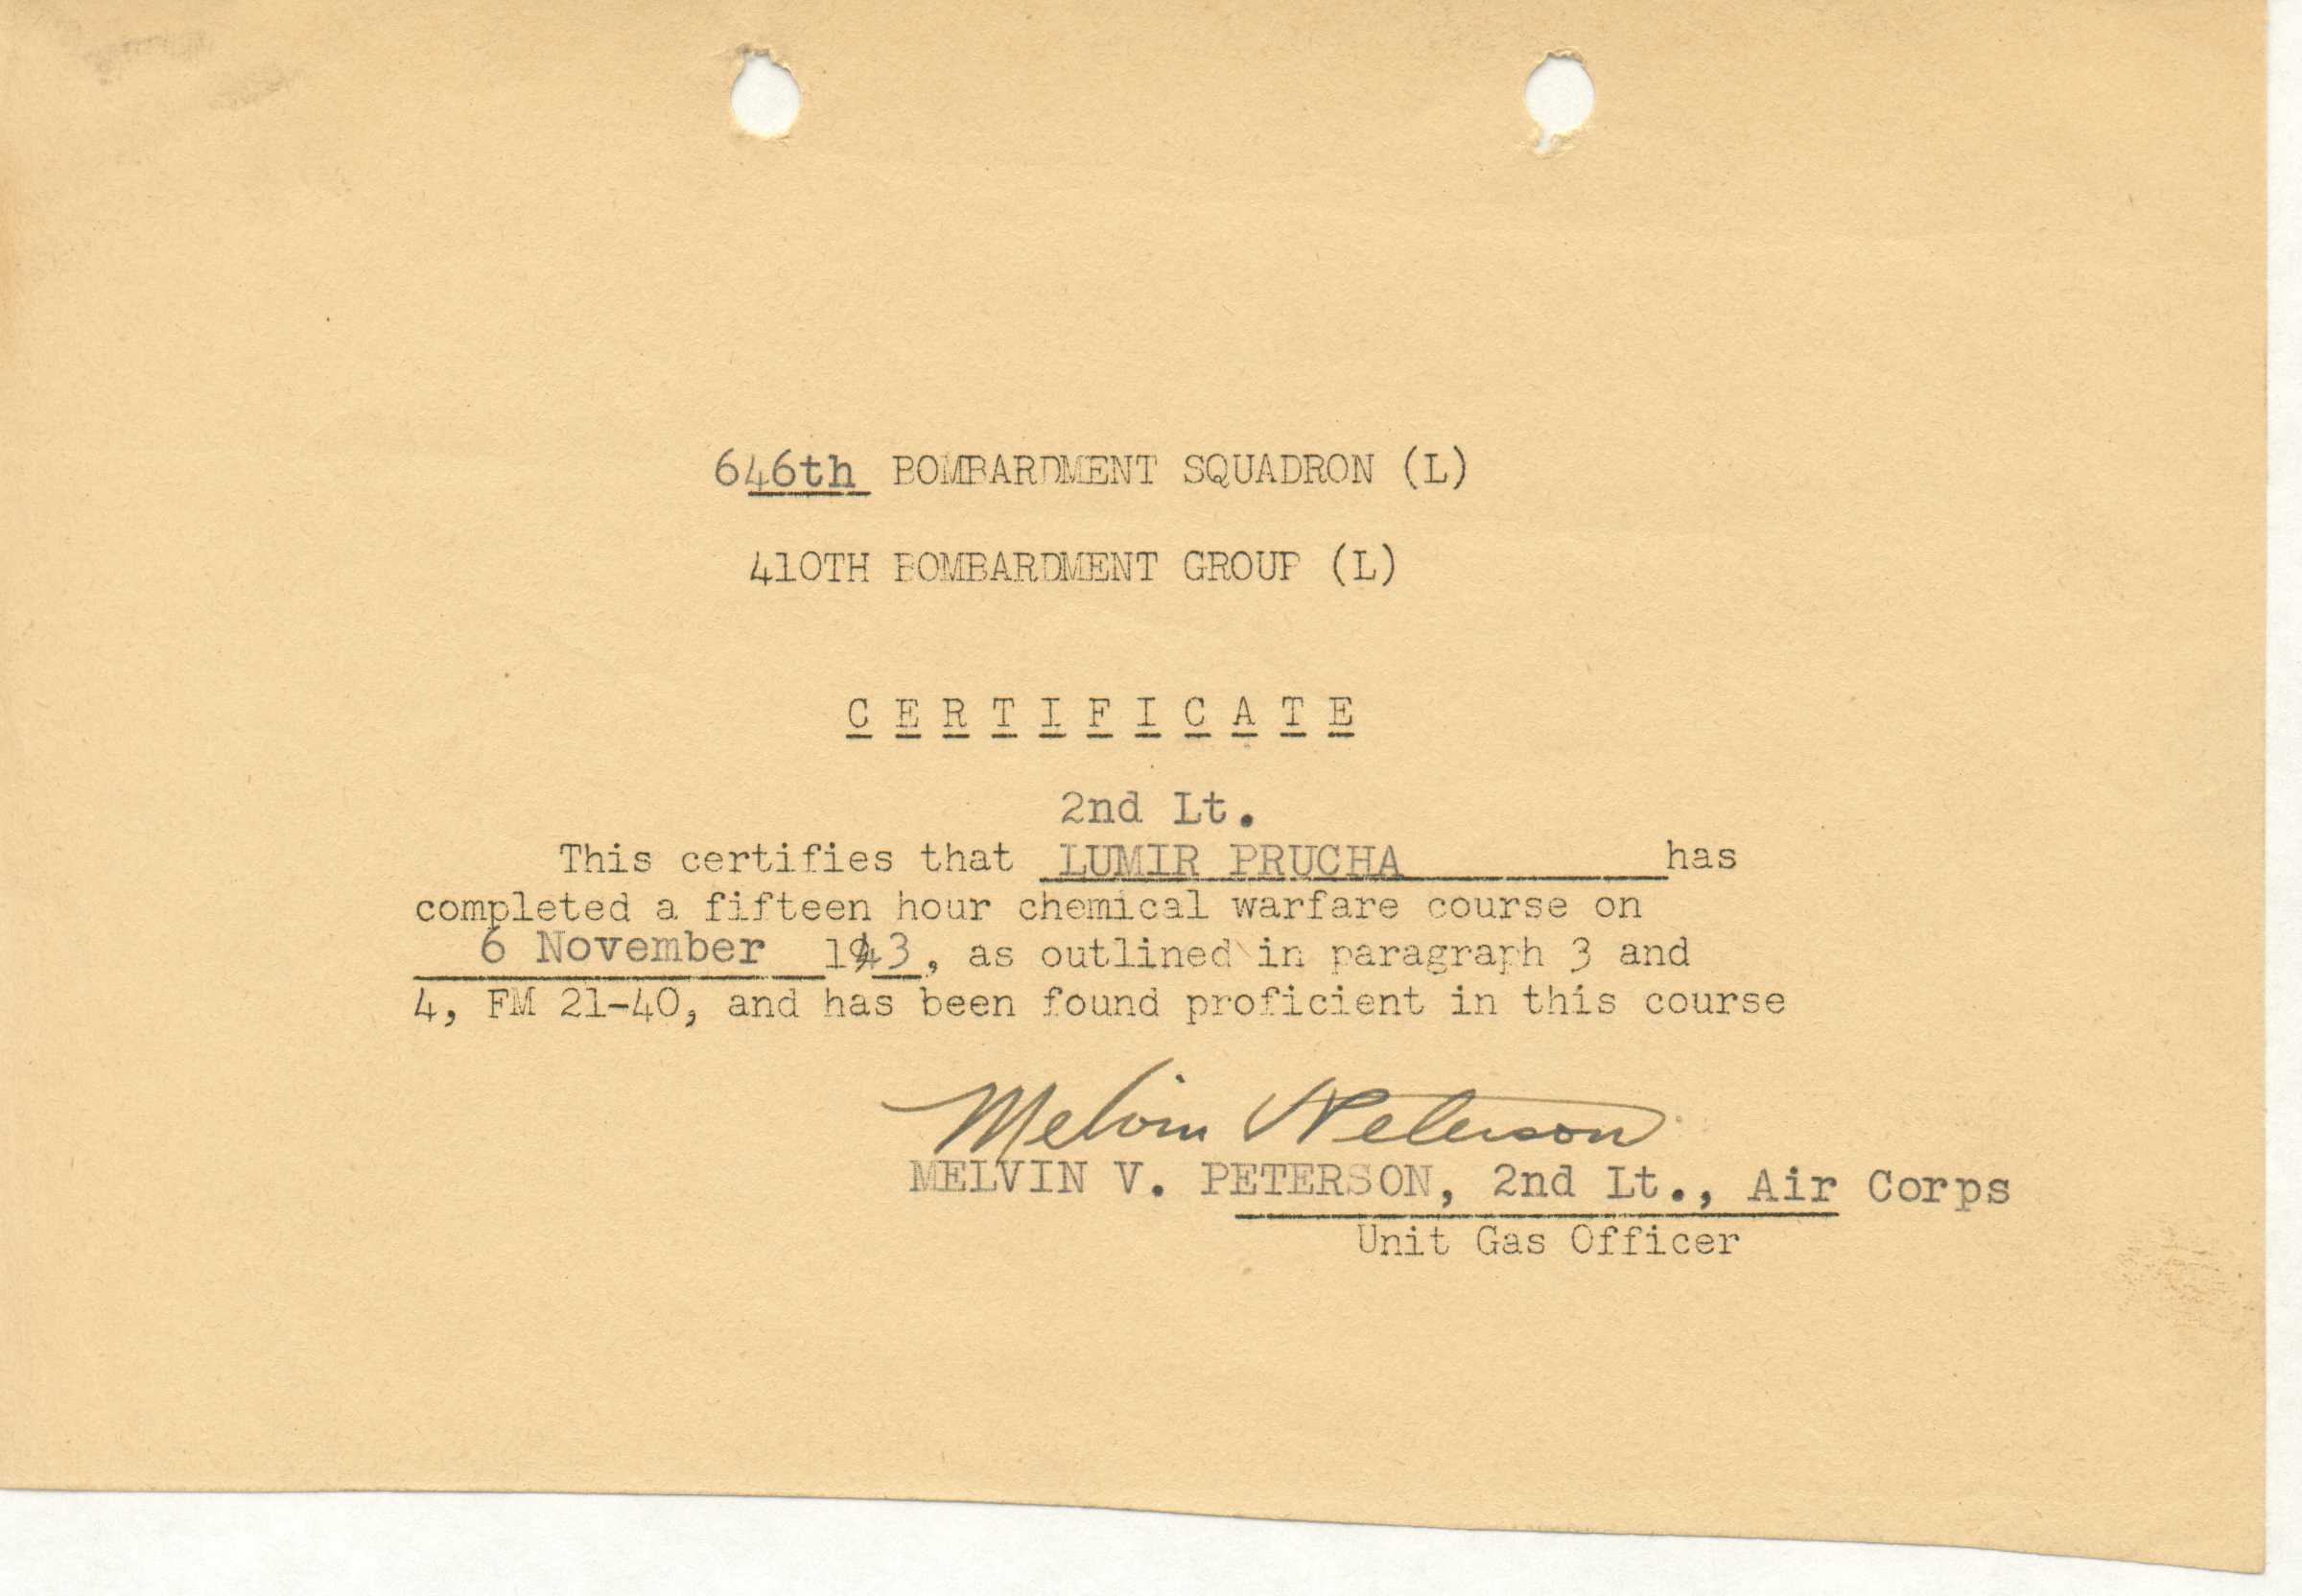 646th BOMBARDMENT SQUADRON (L)
410TH BOMBARDMENT GROUP (L)
C E R T I F I C A T E
2nd Lt.
This certifies that LUMIR PRUCHA has
completed a fifteen hour chemical warfare course on
6 November 1943, as outlined in paragraph 3 and
4, FM 21-40, and has been found proficient in this course
Melvin V Peterson
MELVIN V. PETERSON, 2nd Lt., Air Corps
Unit Gas Officer